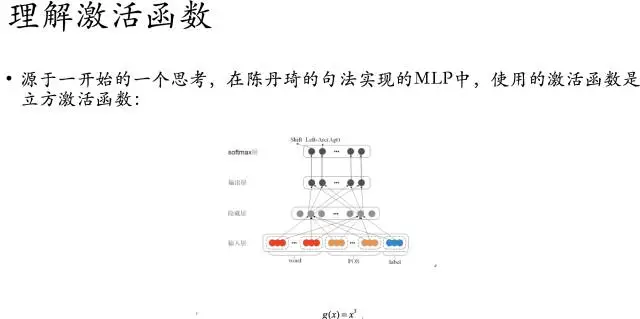 理解激活函数
• 源于一开始的一个思考，在陈丹琦的句法实现的MLP中，使用的激活函数是
立方激活函数：
Shift Left-Arc(Agt)
softmax层
...
输出层
...
隐藏层
...
输入层
... ...
word POS label
g(x) = x³